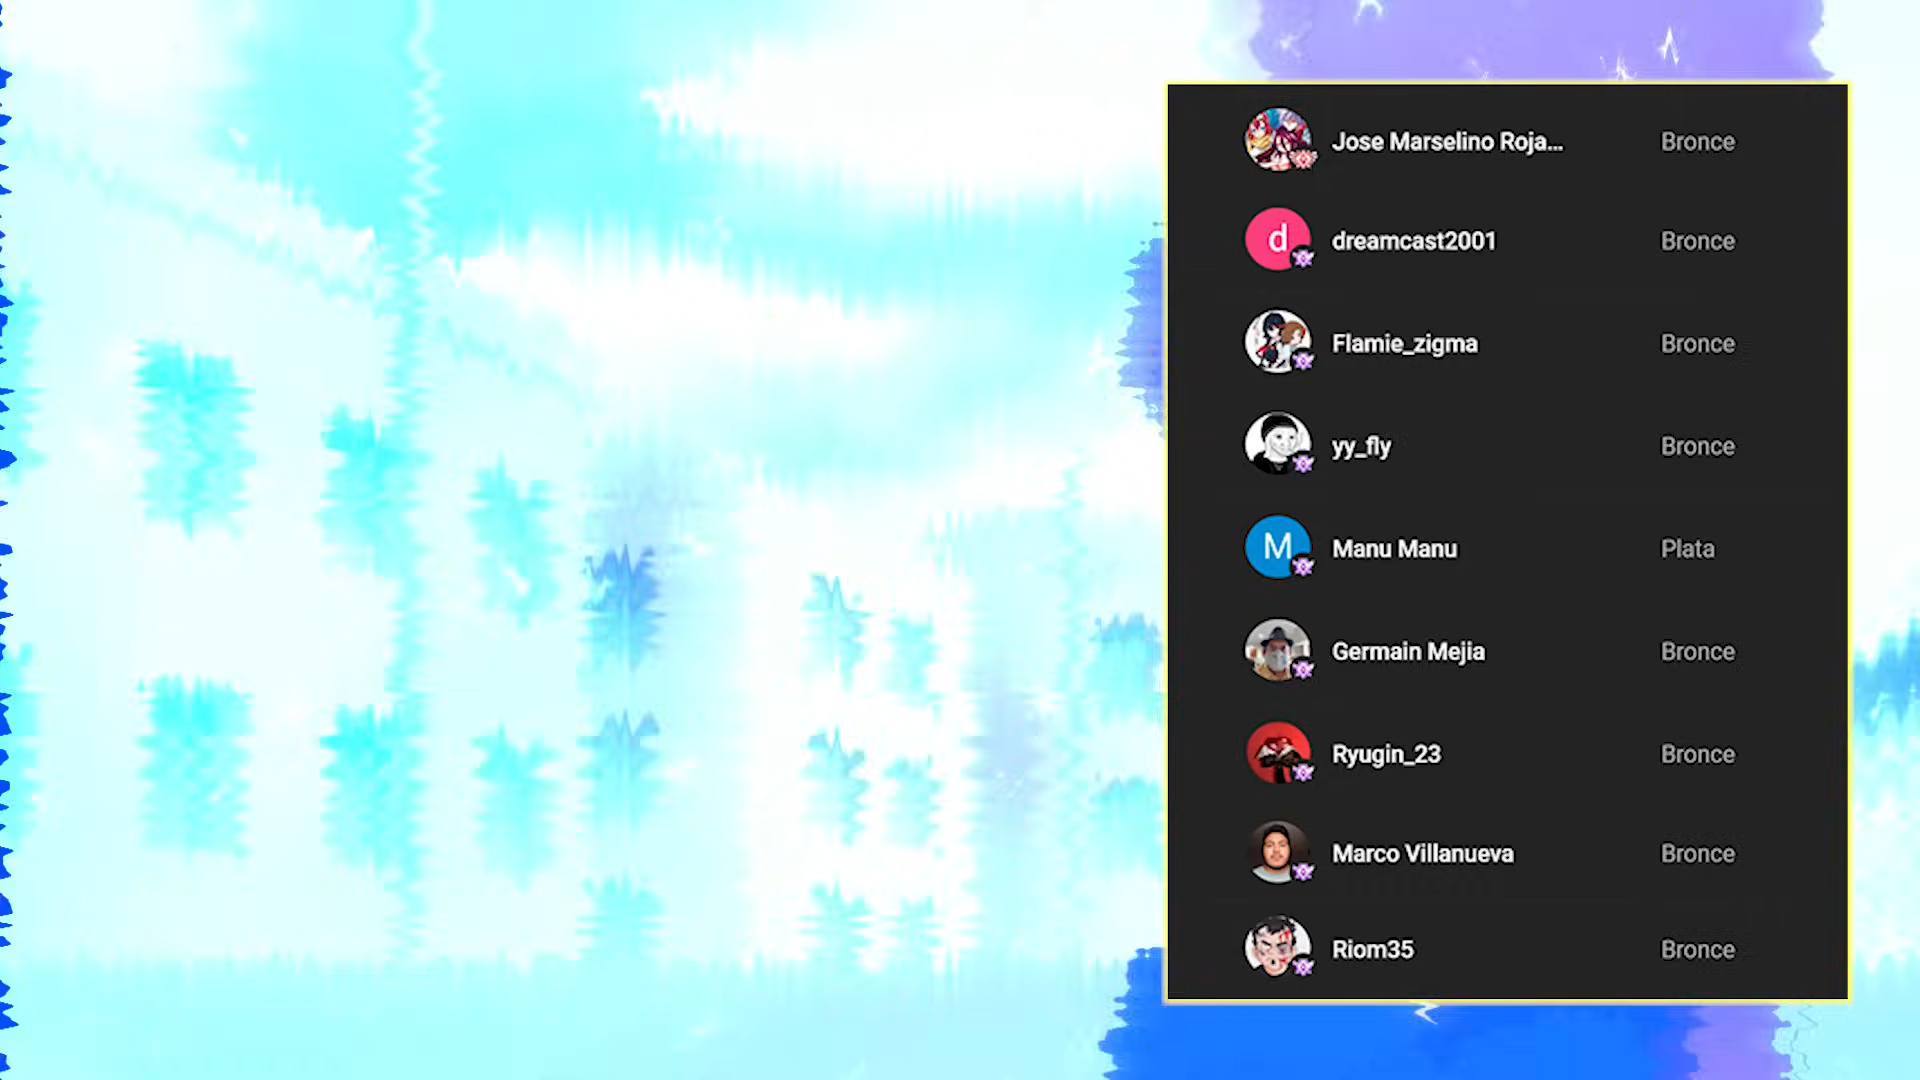 Jose Marselino Roja... Bronce
d dreamcast2001 Bronce
Flamie_zigma Bronce
yy_fly Bronce
M Manu Manu Plata
Germain Mejia Bronce
Ryugin_23 Bronce
Marco Villanueva Bronce
Riom35 Bronce